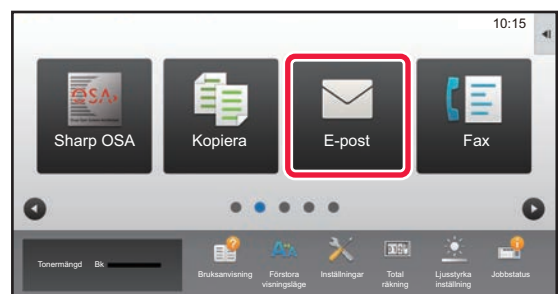 10:15
Sharp OSA
Kopiera
E-post
Fax
Tonermängd Bk
Bruksanvisning
Förstora
visningsläge
Inställningar
Total
räkning
Ljusstyrka
inställning
Jobbstatus